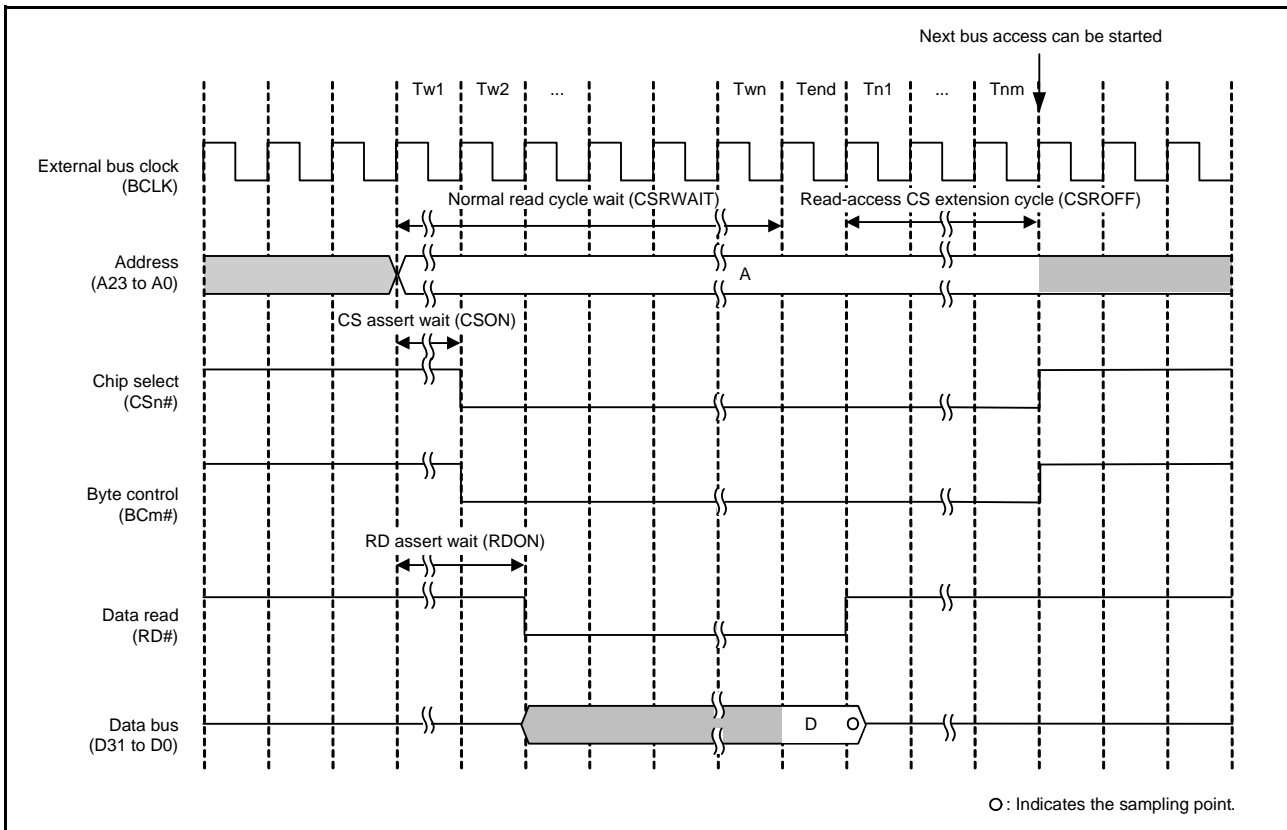 Next bus access can be started
Tw1 Tw2 ... Twn Tend Tn1 ... Tnm
External bus clock
(BCLK)
Normal read cycle wait (CSRWAIT) Read-access CS extension cycle (CSROFF)
Address
(A23 to A0)
A
CS assert wait (CSON)
Chip select
(CSn#)
Byte control
(BCm#)
RD assert wait (RDON)
Data read
(RD#)
Data bus
(D31 to D0)
D
: Indicates the sampling point.